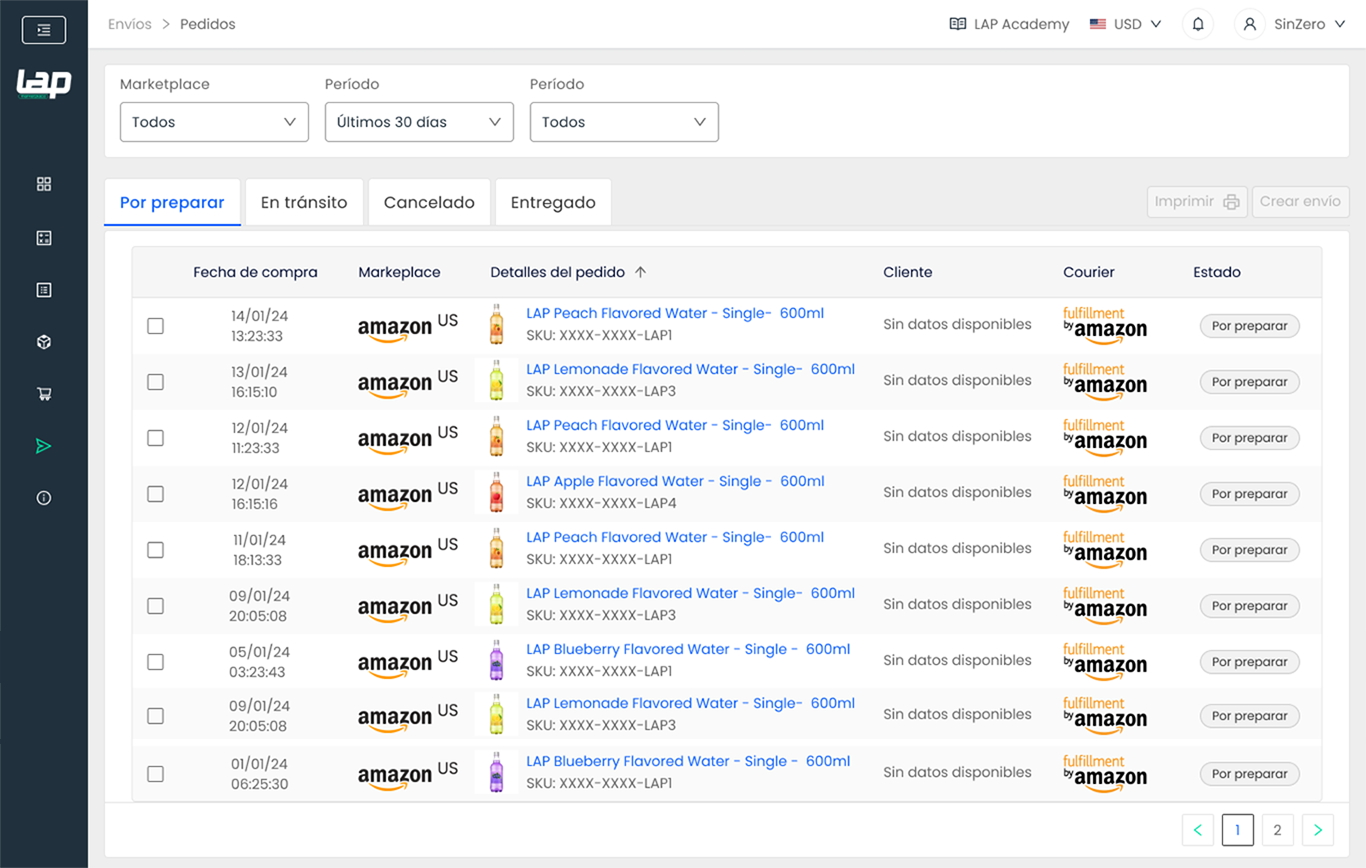 Envíos > Pedidos
LAP Academy
USD
SinZero
lap
Marketplace
Período
Período
Todos
Últimos 30 días
Todos
Por preparar
En tránsito
Cancelado
Entregado
Imprimir
Crear envío
Fecha de compra
Markeplace
Detalles del pedido
Cliente
Courier
Estado
14/01/24
13:23:33
amazon US
LAP Peach Flavored Water - Single- 600ml
SKU: XXXX-XXXX-LAP1
Sin datos disponibles
fulfillment
by amazon
Por preparar
13/01/24
16:15:10
amazon US
LAP Lemonade Flavored Water - Single- 600ml
SKU: XXXX-XXXX-LAP3
Sin datos disponibles
fulfillment
by amazon
Por preparar
12/01/24
11:23:33
amazon US
LAP Peach Flavored Water - Single- 600ml
SKU: XXXX-XXXX-LAP1
Sin datos disponibles
fulfillment
by amazon
Por preparar
12/01/24
16:15:16
amazon US
LAP Apple Flavored Water - Single - 600ml
SKU: XXXX-XXXX-LAP4
Sin datos disponibles
fulfillment
by amazon
Por preparar
11/01/24
18:13:33
amazon US
LAP Peach Flavored Water - Single- 600ml
SKU: XXXX-XXXX-LAP1
Sin datos disponibles
fulfillment
by amazon
Por preparar
09/01/24
20:05:08
amazon US
LAP Lemonade Flavored Water - Single- 600ml
SKU: XXXX-XXXX-LAP3
Sin datos disponibles
fulfillment
by amazon
Por preparar
05/01/24
03:23:43
amazon US
LAP Blueberry Flavored Water - Single - 600ml
SKU: XXXX-XXXX-LAP1
Sin datos disponibles
fulfillment
by amazon
Por preparar
09/01/24
20:05:08
amazon US
LAP Lemonade Flavored Water - Single- 600ml
SKU: XXXX-XXXX-LAP3
Sin datos disponibles
fulfillment
by amazon
Por preparar
01/01/24
06:25:30
amazon US
LAP Blueberry Flavored Water - Single - 600ml
SKU: XXXX-XXXX-LAP1
Sin datos disponibles
fulfillment
by amazon
Por preparar
< 1 2 >